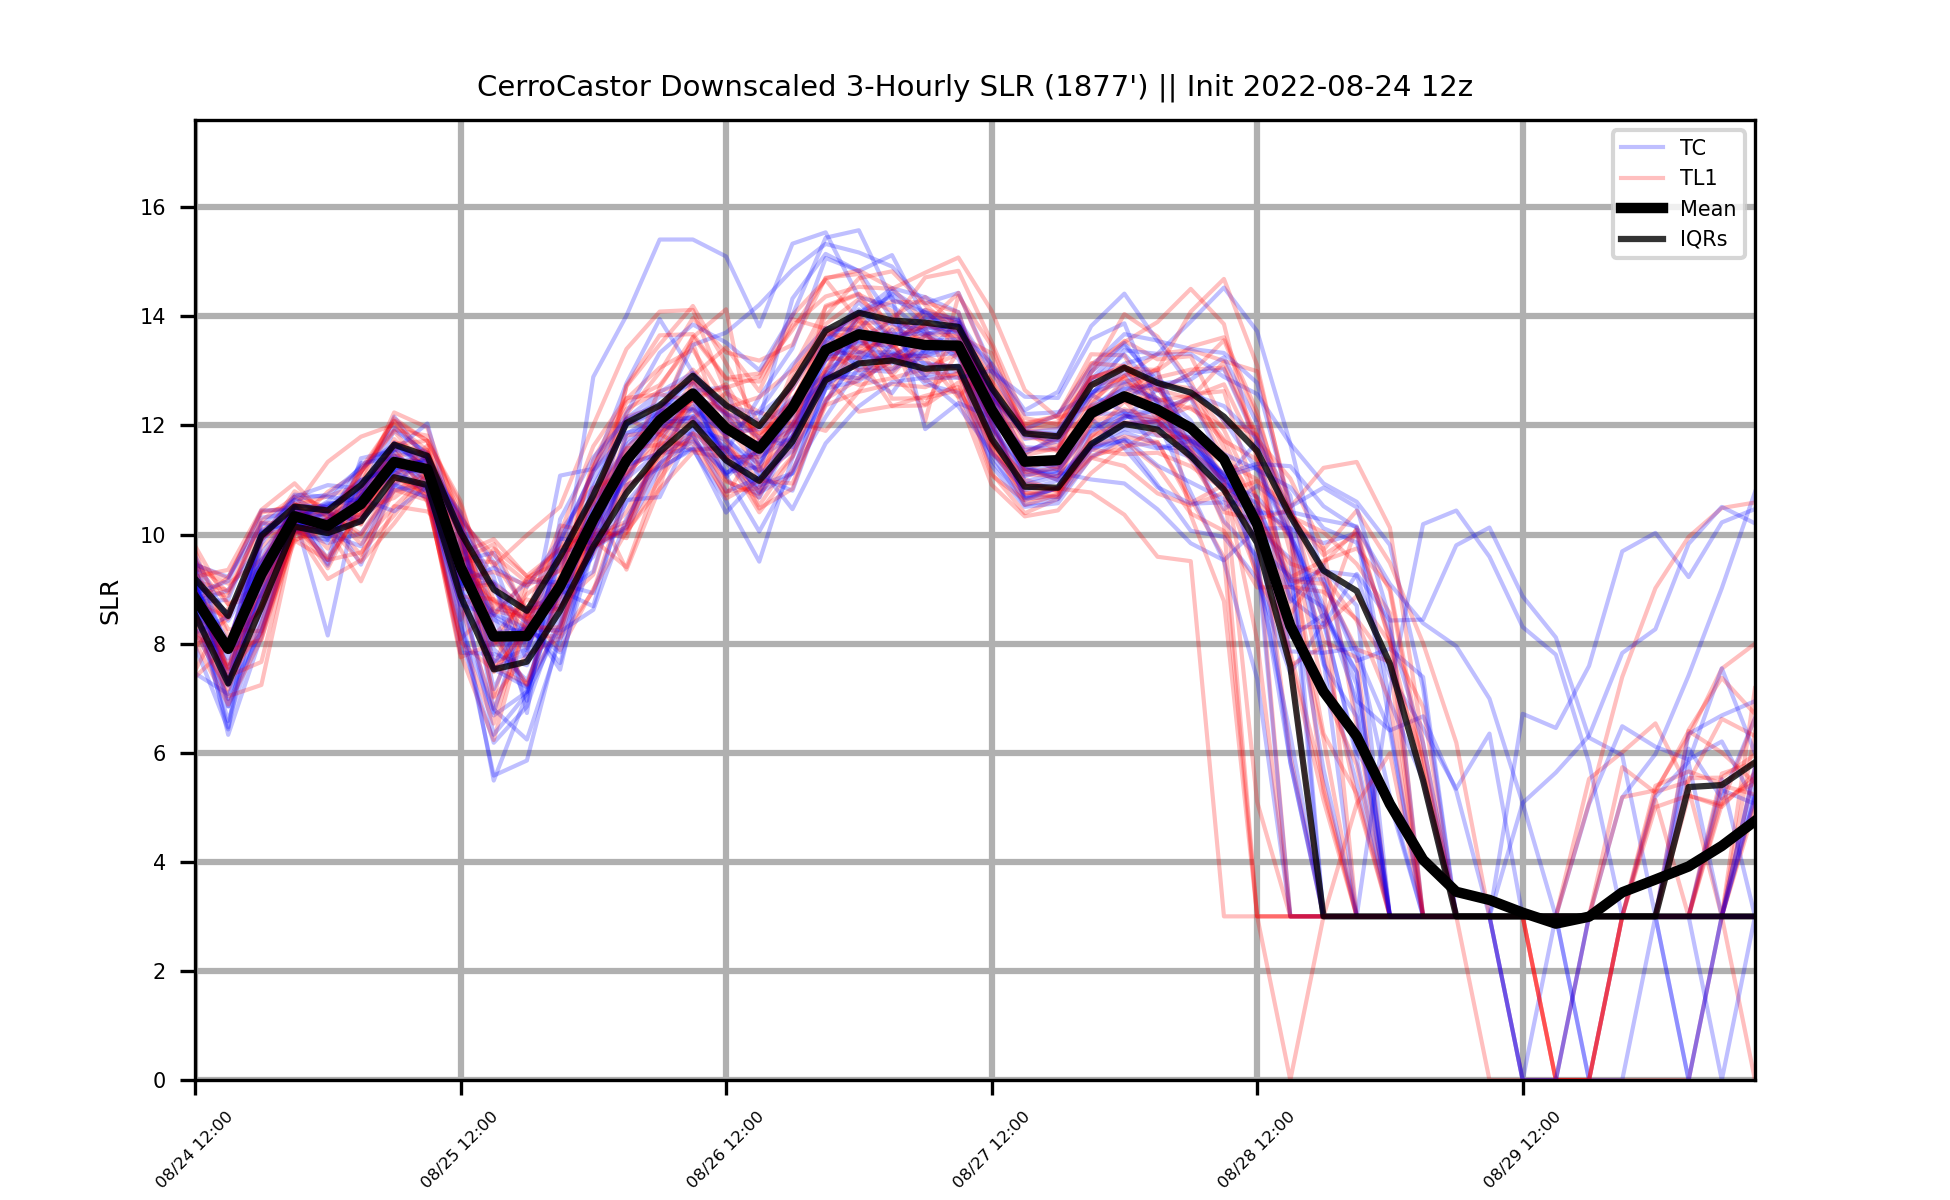 CerroCastor Downscaled 3-Hourly SLR (1877') || Init 2022-08-24 12z
TC
TL1
Mean
IQRs
SLR
16
14
12
10
8
6
4
2
0
08/24 12:00
08/25 12:00
08/26 12:00
08/27 12:00
08/28 12:00
08/29 12:00